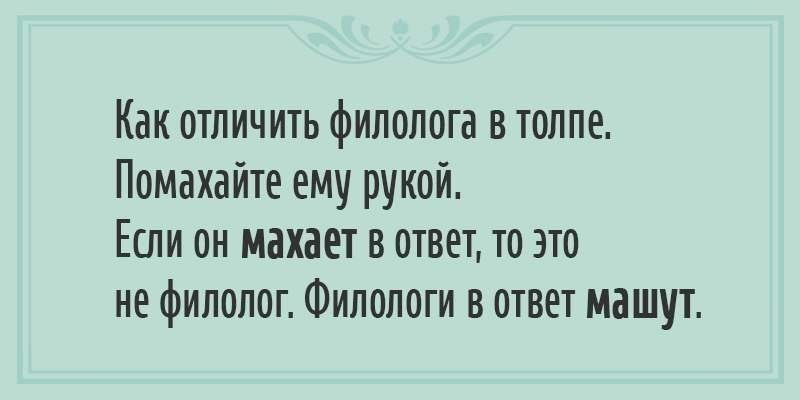 Как отличить филолога в толпе.
Помахайте ему рукой.
Если он махает в ответ, то это
не филолог. Филологи в ответ машут.